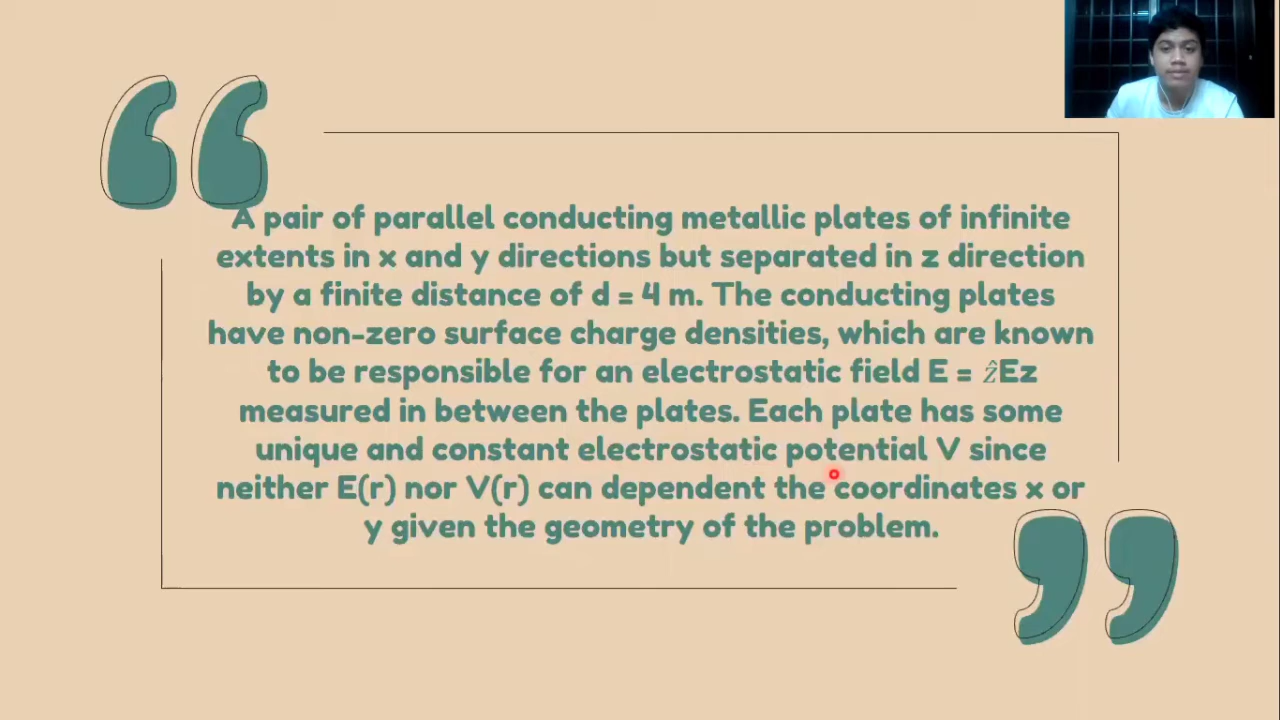 A pair of parallel conducting metallic plates of infinite
extents in x and y directions but separated in z direction
by a finite distance of d = 4 m. The conducting plates
have non-zero surface charge densities, which are known
to be responsible for an electrostatic field E = ẑEz
measured in between the plates. Each plate has some
unique and constant electrostatic potential V since
neither E(r) nor V(r) can dependent the coordinates x or
y given the geometry of the problem.